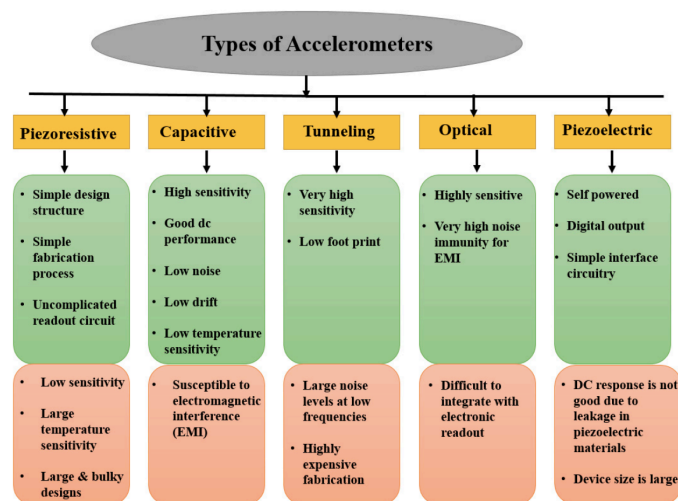 Types of Accelerometers
Piezoresistive
Capacitive
Tunneling
Optical
Piezoelectric
• Simple design
structure
• Simple
fabrication
process
• Uncomplicated
readout circuit
• High sensitivity
• Good dc
performance
• Low noise
• Low drift
• Low temperature
sensitivity
• Very high
sensitivity
• Low foot print
• Highly sensitive
• Very high noise
immunity for
EMI
• Self powered
• Digital output
• Simple interface
circuitry
• Low sensitivity
• Large
temperature
sensitivity
• Large & bulky
designs
• Susceptible to
electromagnetic
interference
(EMI)
• Large noise
levels at low
frequencies
• Highly
expensive
fabrication
• Difficult to
integrate with
electronic
readout
• DC response is not
good due to
leakage in
piezoelectric
materials
• Device size is large